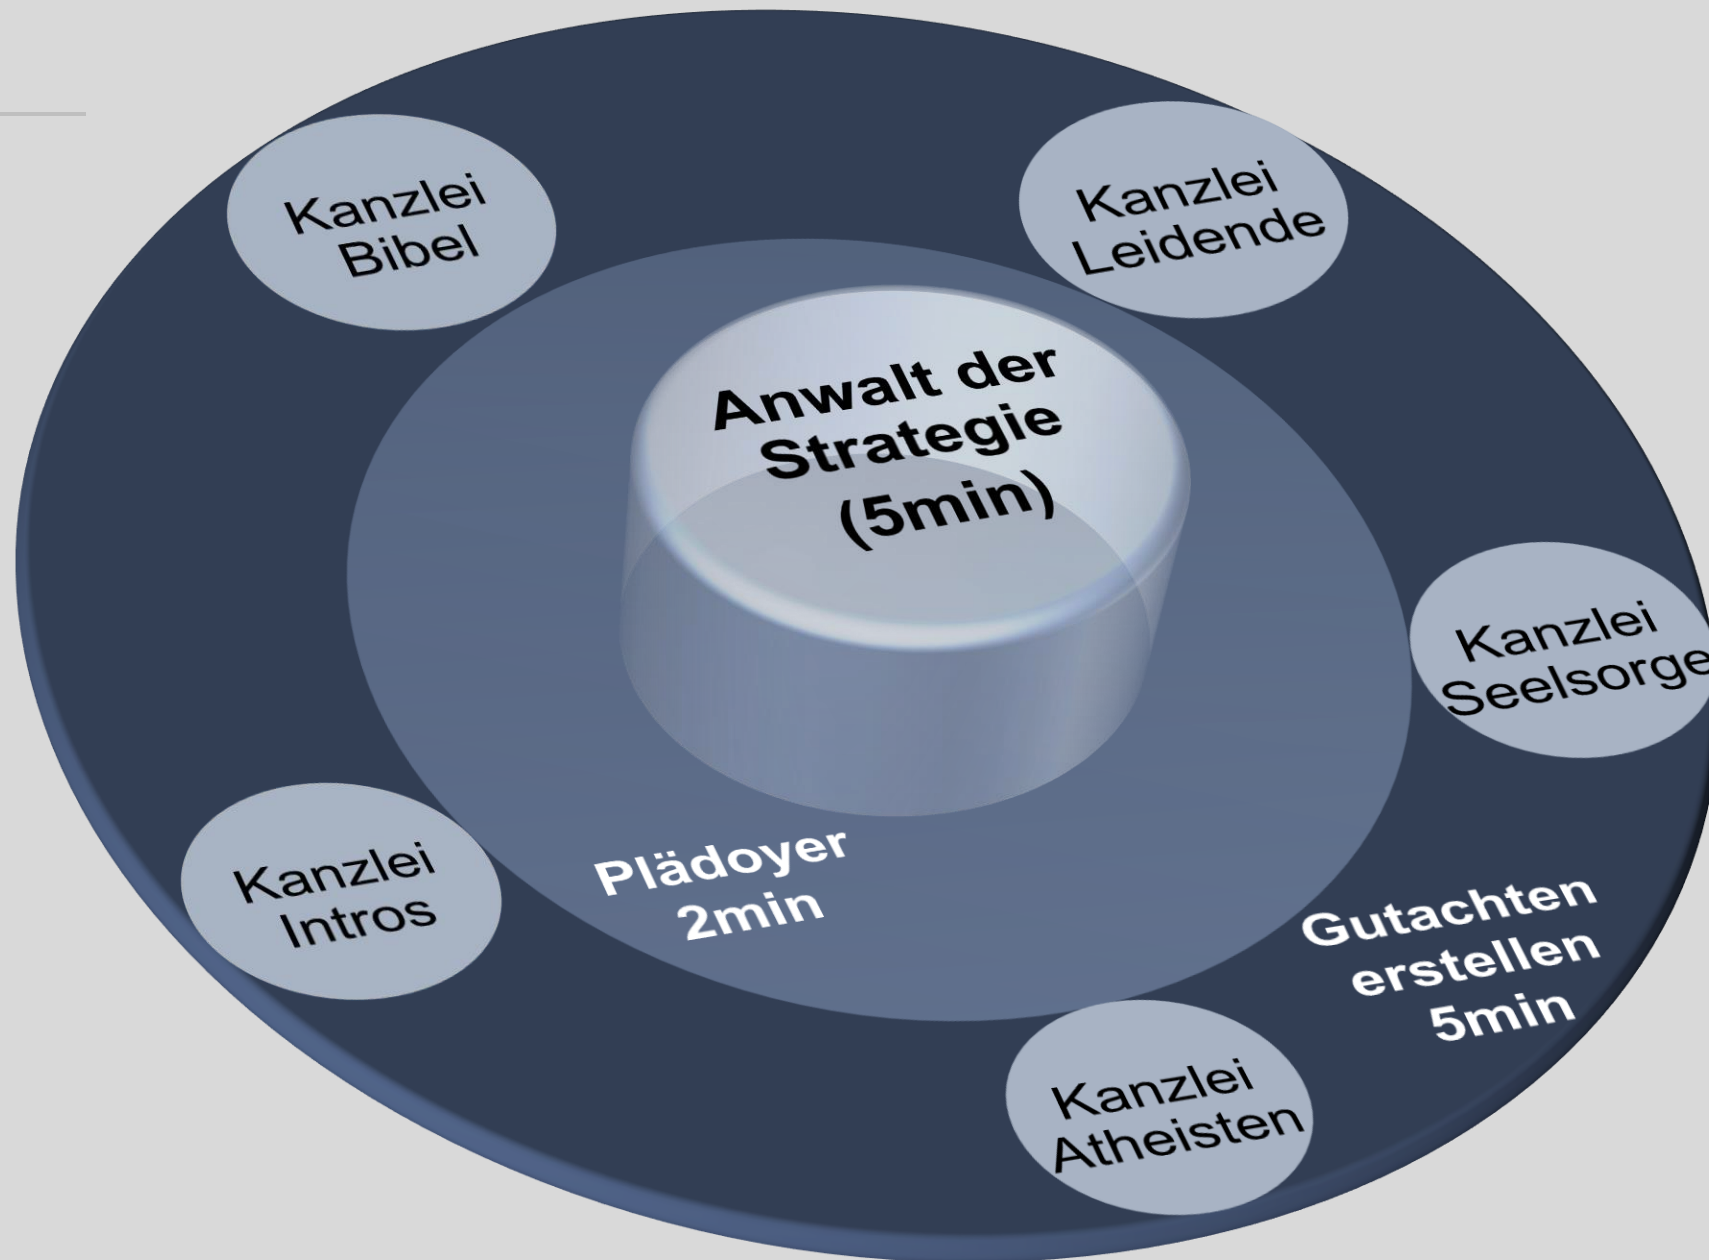 Kanzlei
Bibel
Kanzlei
Leidende
Anwalt der
Strategie
(5min)
Kanzlei
Seelsorge
Kanzlei
Intros
Plädoyer
2min
Gutachten
erstellen
5min
Kanzlei
Atheisten